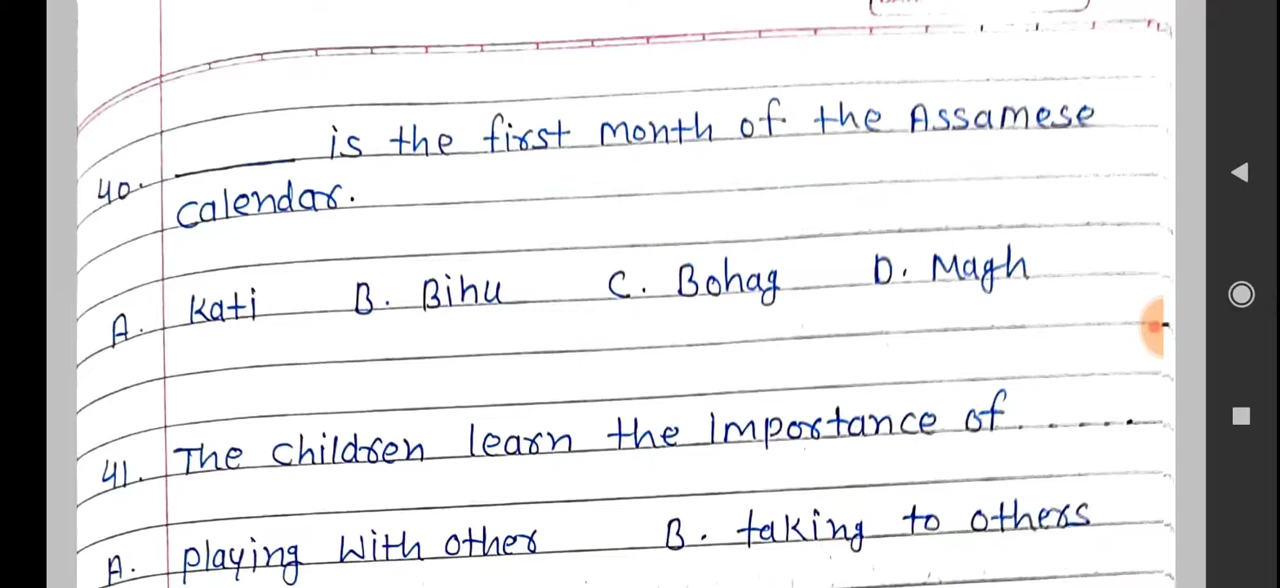 40. ______ is the first month of the Assamese
calendar.
A. Kati B. Bihu C. Bohag D. Magh
41. The children learn the Importance of......
A. playing With other B. taking to others